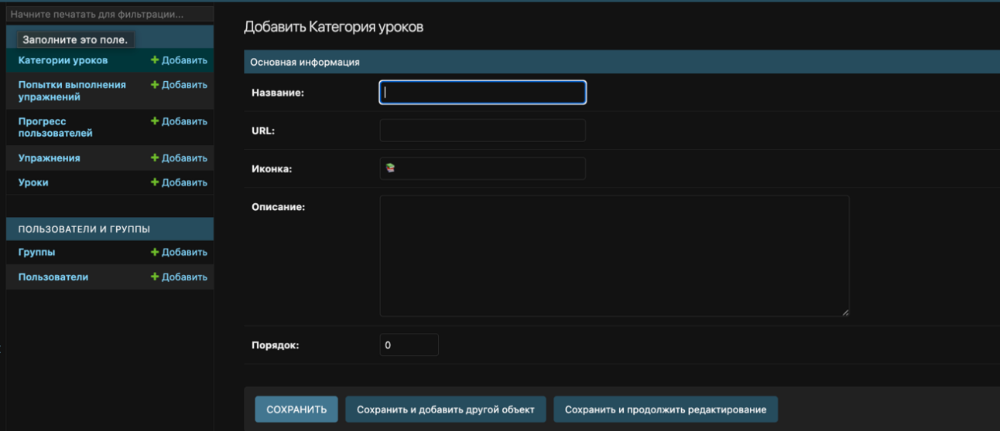 Начните печатать для фильтрации...
Заполните это поле.
Категории уроков + Добавить
Попытки выполнения упражнений + Добавить
Прогресс пользователей + Добавить
Упражнения + Добавить
Уроки + Добавить
ПОЛЬЗОВАТЕЛИ И ГРУППЫ
Группы + Добавить
Пользователи + Добавить
Добавить Категория уроков
Основная информация
Название:
URL:
Иконка: 📚
Описание:
Порядок: 0
СОХРАНИТЬ Сохранить и добавить другой объект Сохранить и продолжить редактирование